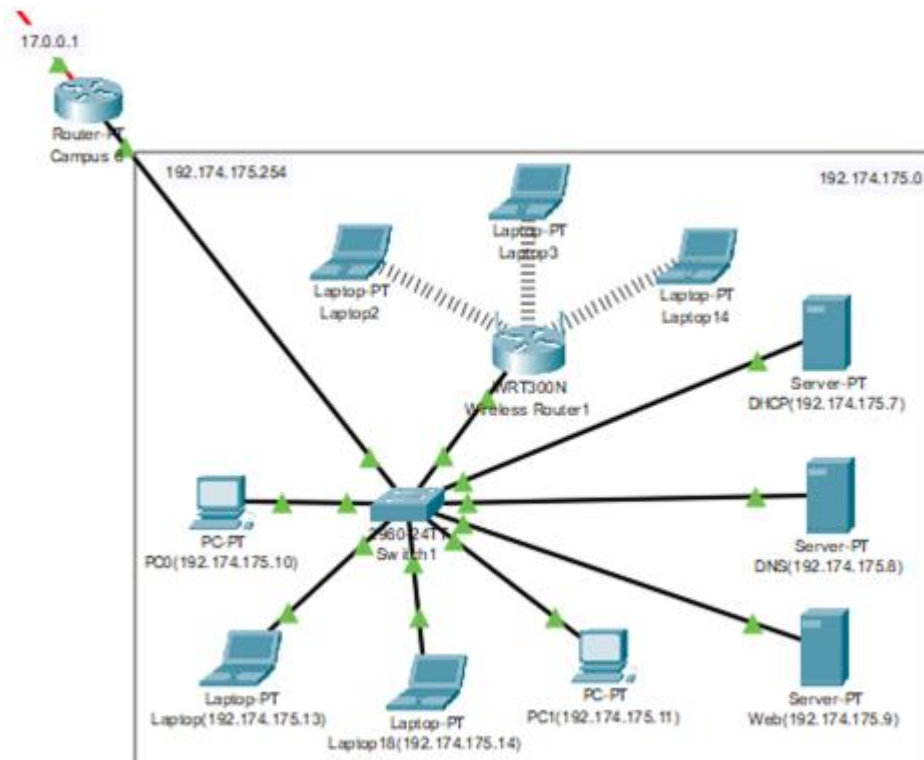 17.0.0.1
Router-PT
Campus 6
192.174.175.254
192.174.175.0
Laptop-PT
Laptop3
Laptop-PT
Laptop2
Laptop-PT
Laptop14
WRT300N
Wireless Router1
Server-PT
DHCP(192.174.175.7)
2960-24TT
Switch1
PC-PT
PC0(192.174.175.10)
Server-PT
DNS(192.174.175.8)
Laptop-PT
Laptop(192.174.175.13)
Laptop-PT
Laptop18(192.174.175.14)
PC-PT
PC1(192.174.175.11)
Server-PT
Web(192.174.175.9)